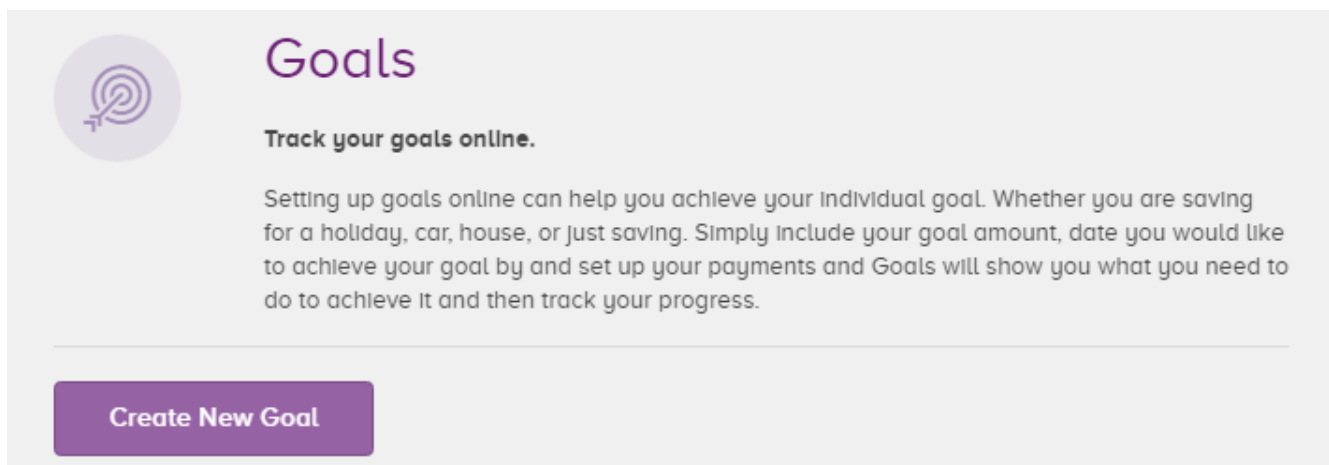 Goals
Track your goals online.
Setting up goals online can help you achieve your individual goal. Whether you are saving
for a holiday, car, house, or just saving. Simply include your goal amount, date you would like
to achieve your goal by and set up your payments and Goals will show you what you need to
do to achieve it and then track your progress.
Create New Goal